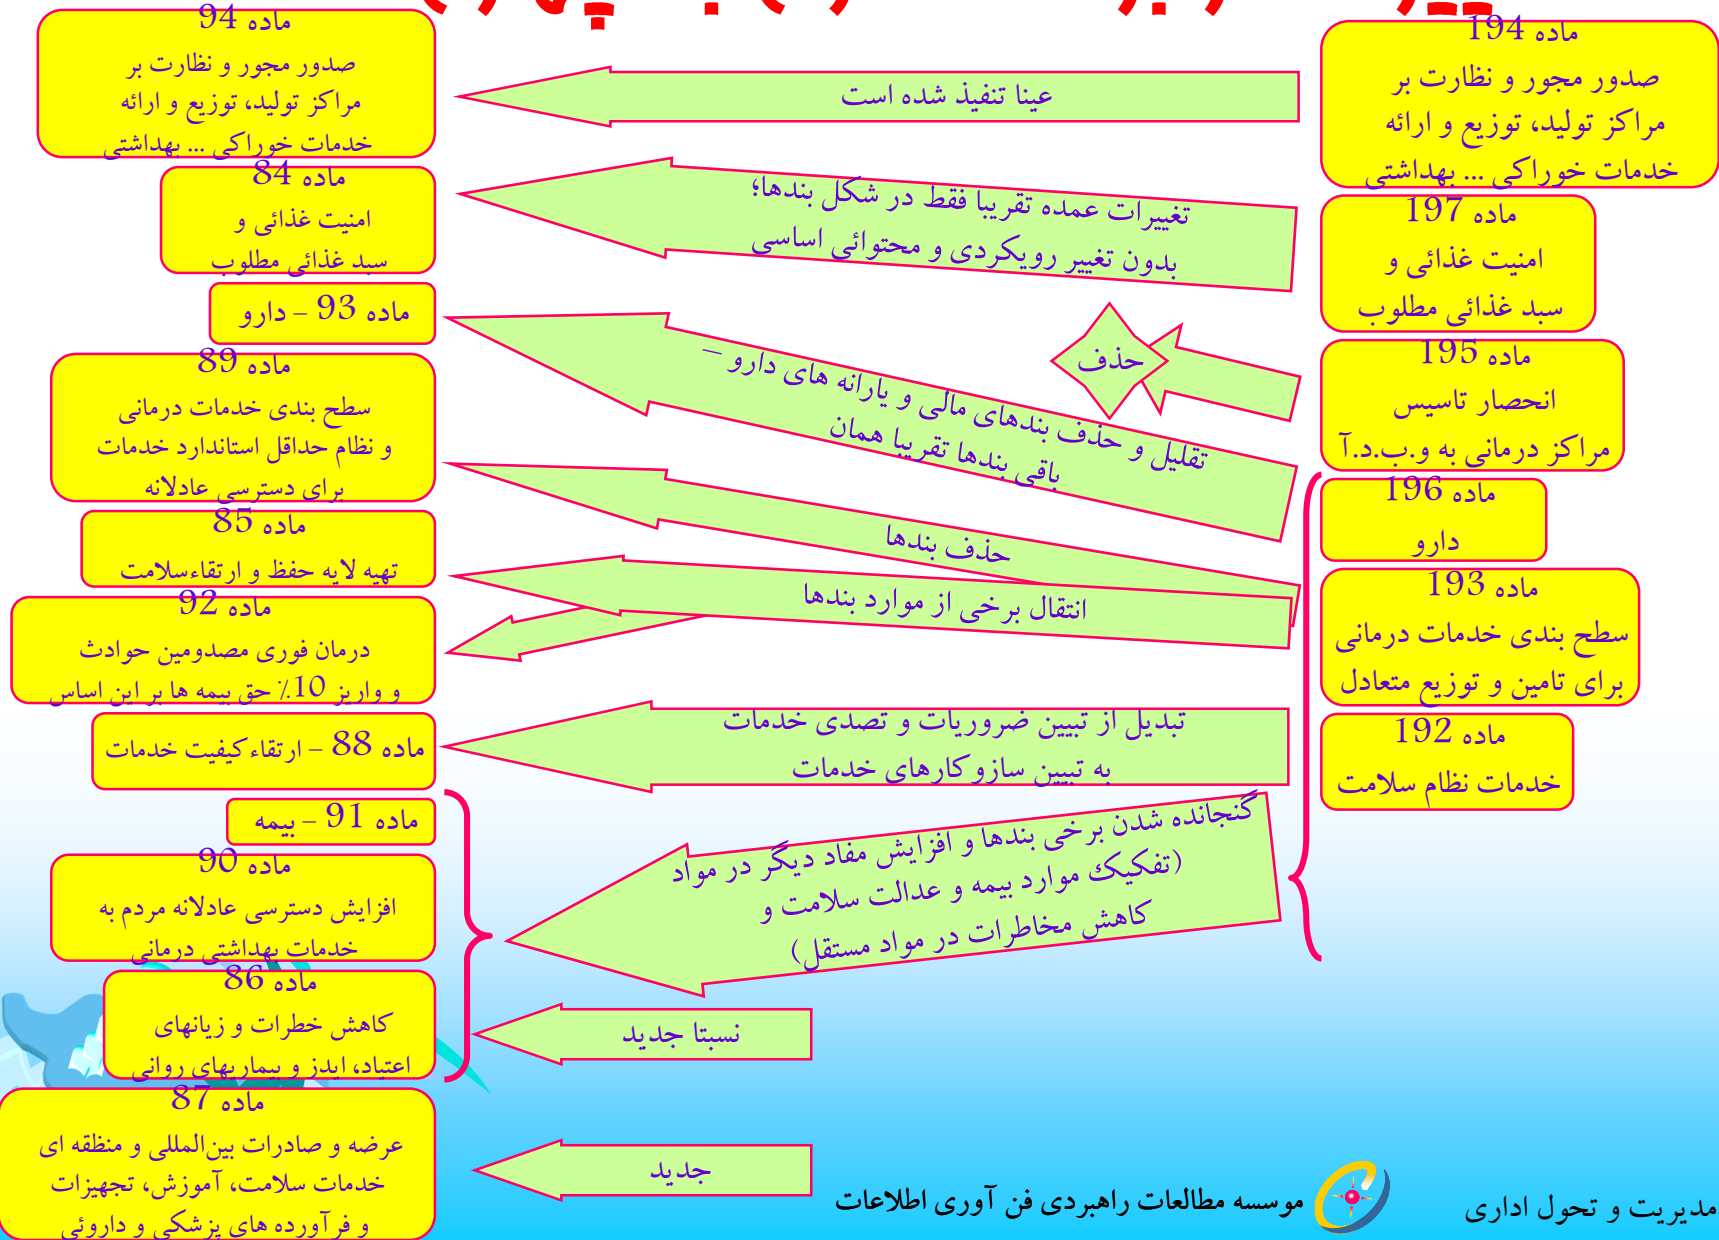 ماده 194
صدور مجور و نظارت بر
مراکز تولید، توزیع و ارائه
خدمات خوراکی ... بهداشتی
ماده 197
امنیت غذائی و
سبد غذائی مطلوب
ماده 195
انحصار تاسیس
مراکز درمانی به و.ب.د.آ
ماده 196
دارو
ماده 193
سطح بندی خدمات درمانی
برای تامین و توزیع متعادل
ماده 192
خدمات نظام سلامت
عینا تنفیذ شده است
تغییرات عمده تقریبا فقط در شکل بندها؛
بدون تغییر رویکردی و محتوائی اساسی
حذف
تقلیل و حذف بندهای مالی و یارانه های دارو –
باقی بندها تقریبا همان
حذف بندها
انتقال برخی از موارد بندها
تبدیل از تبیین ضروریات و تصدی خدمات
به تبیین سازوکارهای خدمات
گنجانده شدن برخی بندها و افزایش مفاد دیگر در مواد
(تفکیک موارد بیمه و عدالت سلامت و
کاهش مخاطرات در مواد مستقل)
نسبتا جدید
جدید
ماده 94
صدور مجور و نظارت بر
مراکز تولید، توزیع و ارائه
خدمات خوراکی ... بهداشتی
ماده 84
امنیت غذائی و
سبد غذائی مطلوب
ماده 93 – دارو
ماده 89
سطح بندی خدمات درمانی
و نظام حداقل استاندارد خدمات
برای دسترسی عادلانه
ماده 85
تهیه لایه حفظ و ارتقاءسلامت
ماده 92
درمان فوری مصدومین حوادث
و واریز 10٪ حق بیمه ها بر این اساس
ماده 88 – ارتقاءکیفیت خدمات
ماده 91 – بیمه
ماده 90
افزایش دسترسی عادلانه مردم به
خدمات بهداشتی درمانی
ماده 86
کاهش خطرات و زیانهای
اعتیاد، ایدز و بیماریهای روانی
ماده 87
عرضه و صادرات بین‌المللی و منظقه ای
خدمات سلامت، آموزش، تجهیزات
و فرآورده های پزشکی و داروئی
مدیریت و تحول اداری
موسسه مطالعات راهبردی فن آوری اطلاعات